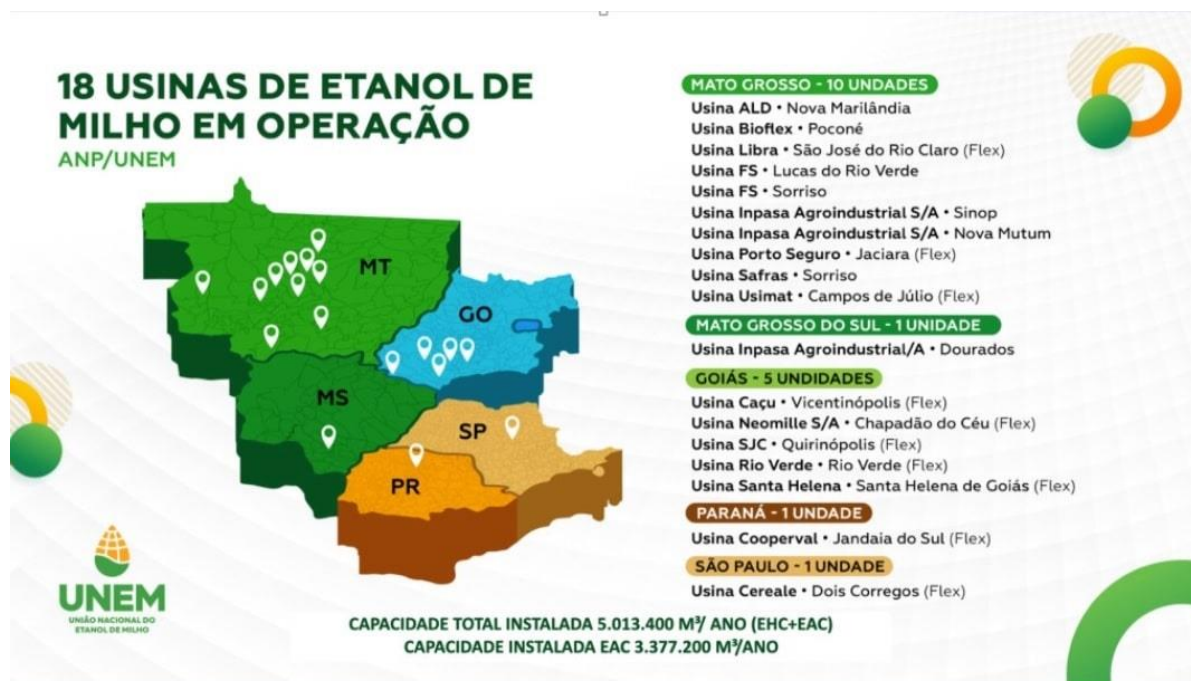 18 USINAS DE ETANOL DE
MILHO EM OPERAÇÃO
ANP/UNEM
MT
GO
MS
SP
PR
MATO GROSSO - 10 UNDADES
Usina ALD • Nova Marilândia
Usina Bioflex • Poconé
Usina Libra • São José do Rio Claro (Flex)
Usina FS • Lucas do Rio Verde
Usina FS • Sorriso
Usina Inpasa Agroindustrial S/A • Sinop
Usina Inpasa Agroindustrial S/A • Nova Mutum
Usina Porto Seguro • Jaciara (Flex)
Usina Safras • Sorriso
Usina Usimat • Campos de Júlio (Flex)
MATO GROSSO DO SUL - 1 UNIDADE
Usina Inpasa Agroindustrial/A • Dourados
GOIÁS - 5 UNDIDADES
Usina Caçu • Vicentinópolis (Flex)
Usina Neomille S/A • Chapadão do Céu (Flex)
Usina SJC • Quirinópolis (Flex)
Usina Rio Verde • Rio Verde (Flex)
Usina Santa Helena • Santa Helena de Goiás (Flex)
PARANÁ - 1 UNDADE
Usina Cooperval • Jandaia do Sul (Flex)
SÃO PAULO - 1 UNDADE
Usina Cereale • Dois Corregos (Flex)
UNEM
UNIÃO NACIONAL DO
ETANOL DE MILHO
CAPACIDADE TOTAL INSTALADA 5.013.400 M³/ ANO (EHC+EAC)
CAPACIDADE INSTALADA EAC 3.377.200 M³/ANO